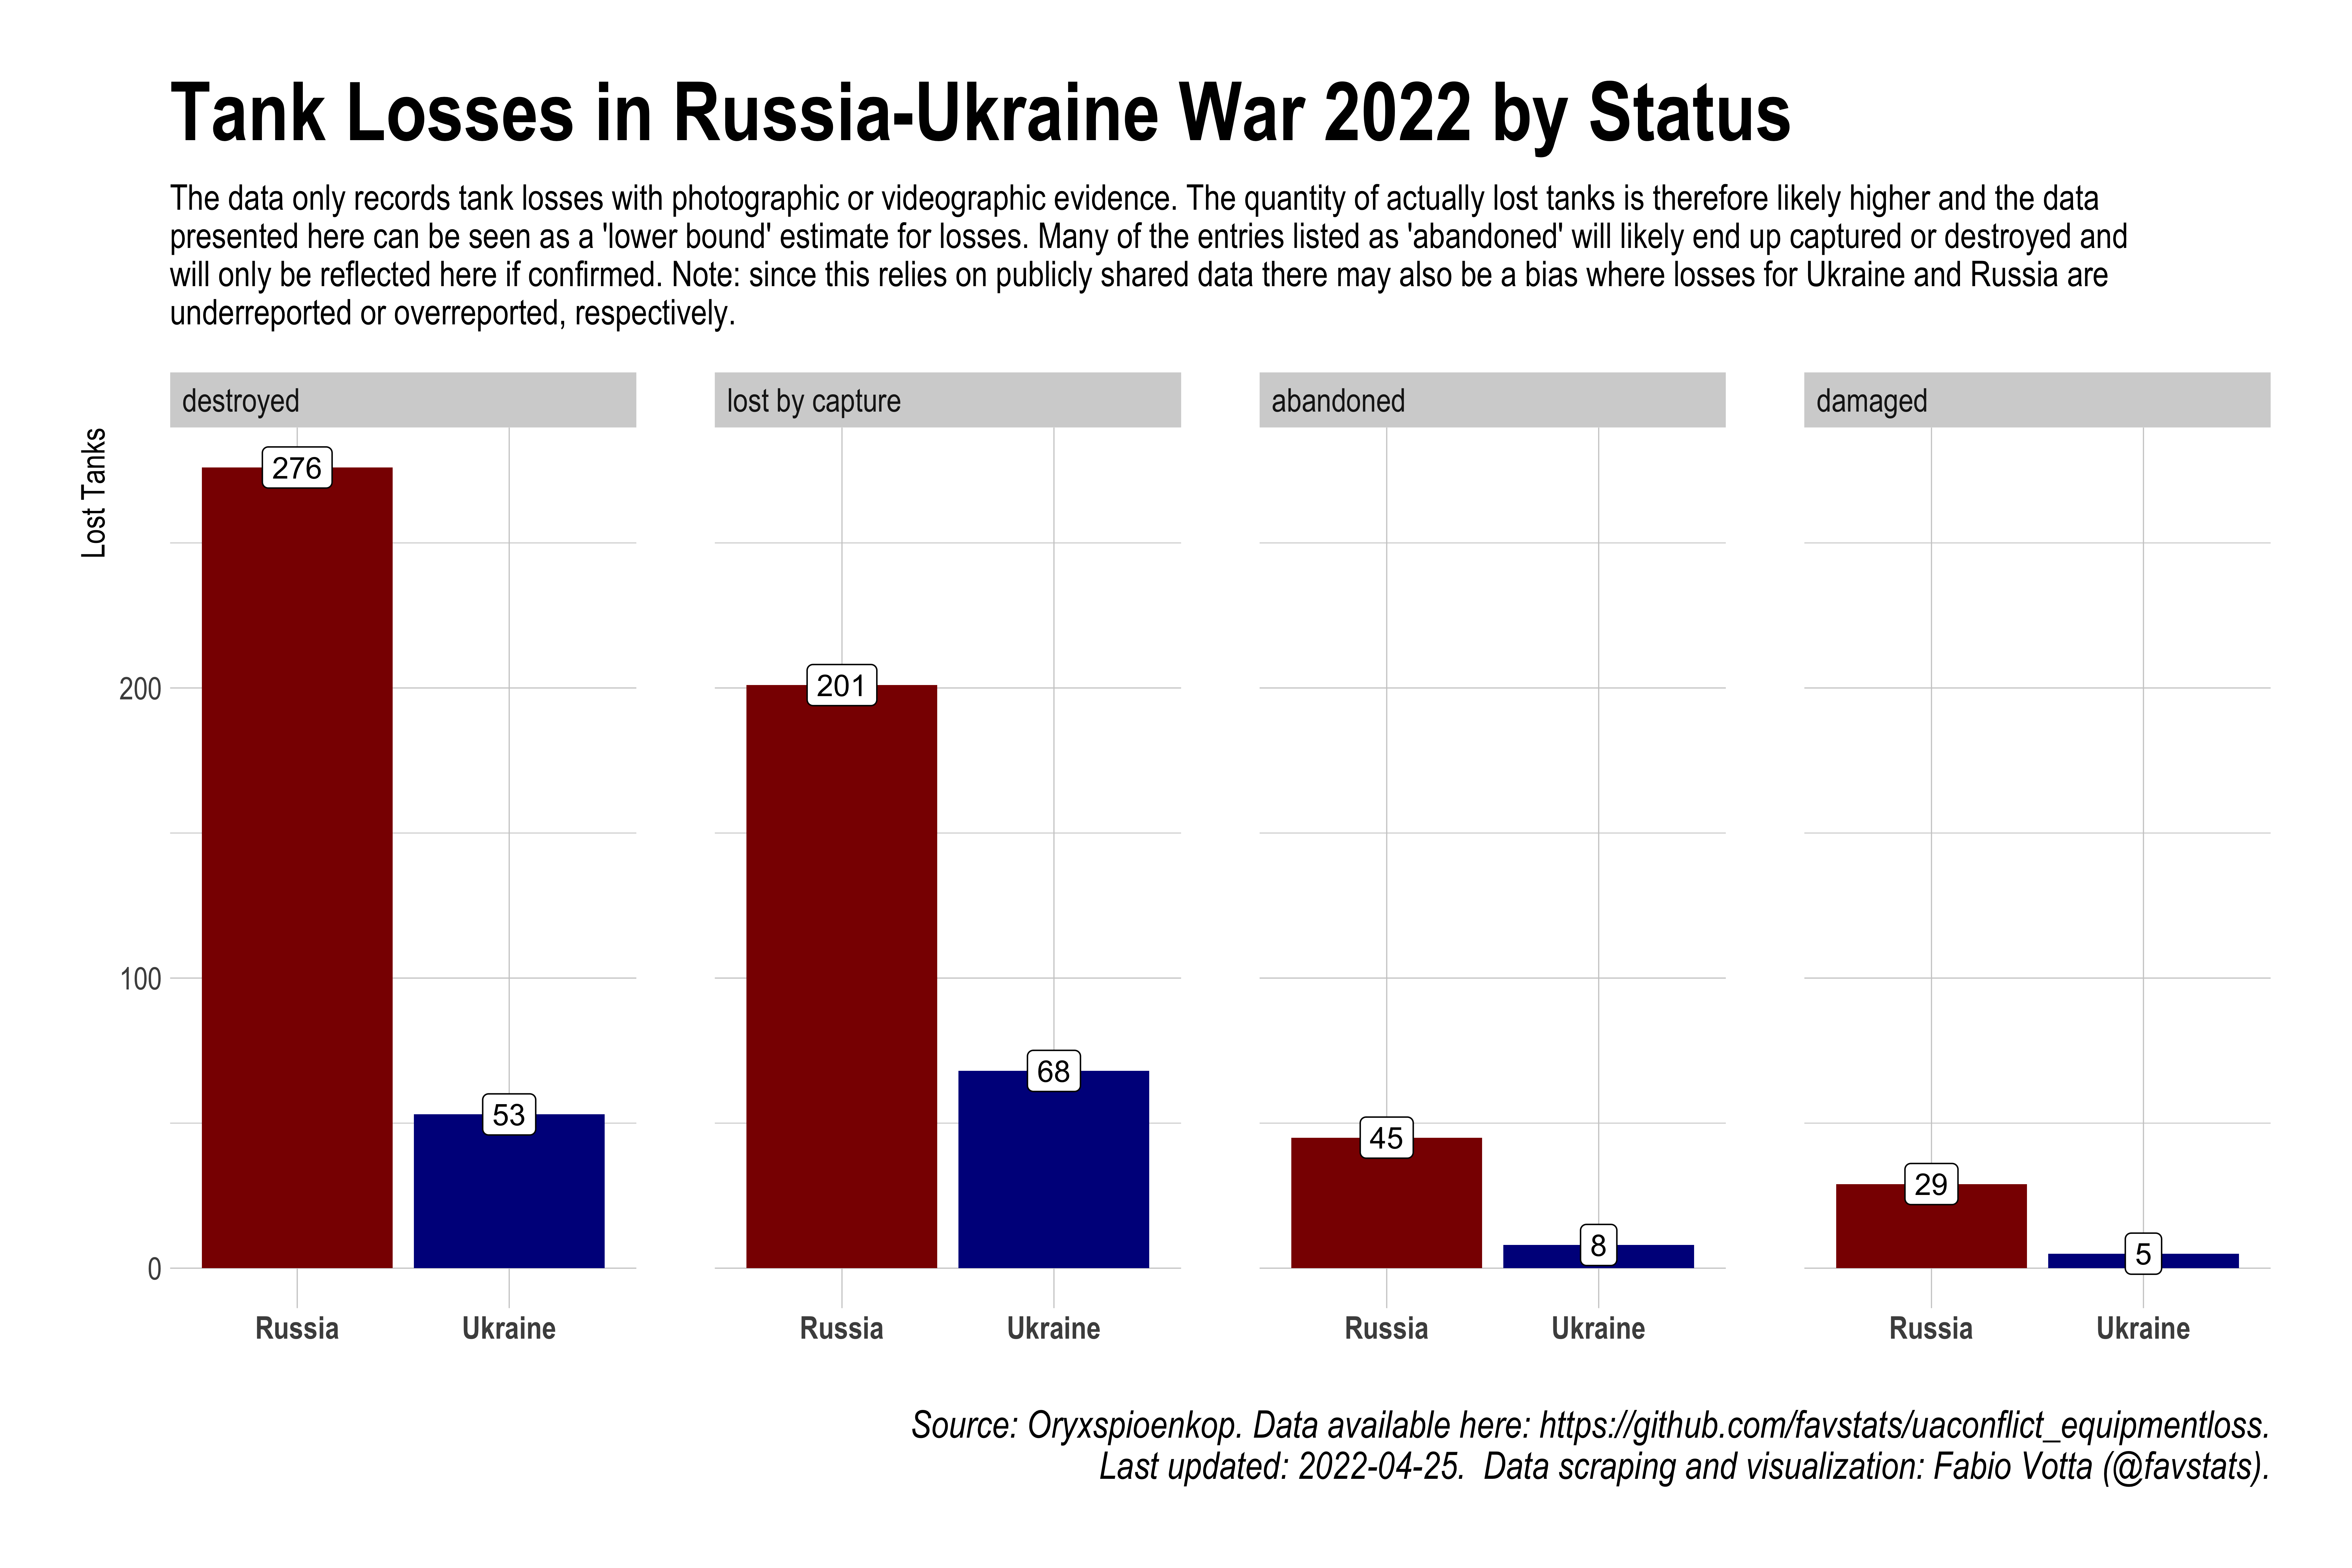 Tank Losses in Russia-Ukraine War 2022 by Status
The data only records tank losses with photographic or videographic evidence. The quantity of actually lost tanks is therefore likely higher and the data
presented here can be seen as a 'lower bound' estimate for losses. Many of the entries listed as 'abandoned' will likely end up captured or destroyed and
will only be reflected here if confirmed. Note: since this relies on publicly shared data there may also be a bias where losses for Ukraine and Russia are
underreported or overreported, respectively.
destroyed
lost by capture
abandoned
damaged
Lost Tanks
200
100
0
276
53
201
68
45
8
29
5
Russia
Ukraine
Russia
Ukraine
Russia
Ukraine
Russia
Ukraine
Source: Oryxspioenkop. Data available here: https://github.com/favstats/uaconflict_equipmentloss.
Last updated: 2022-04-25.  Data scraping and visualization: Fabio Votta (@favstats).